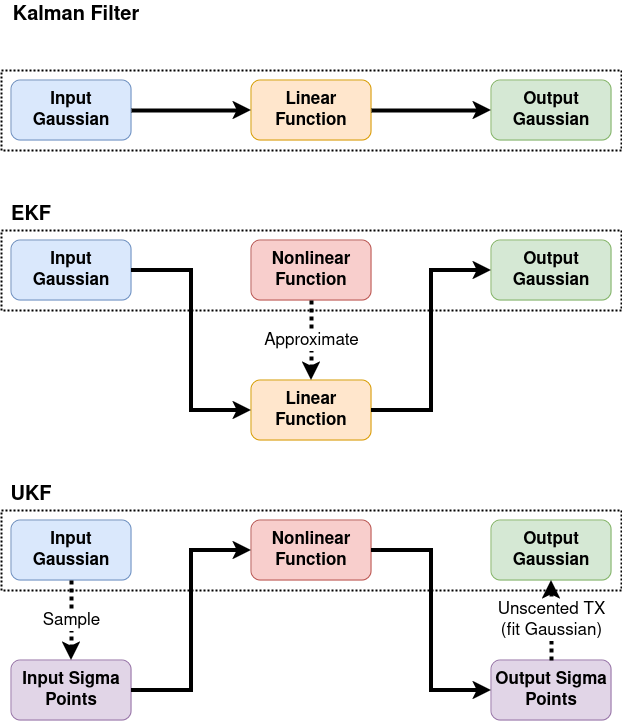 Kalman Filter
Input
Gaussian
Linear
Function
Output
Gaussian
EKF
Input
Gaussian
Nonlinear
Function
Output
Gaussian
Approximate
Linear
Function
UKF
Input
Gaussian
Nonlinear
Function
Output
Gaussian
Sample
Unscented TX
(fit Gaussian)
Input Sigma
Points
Output Sigma
Points